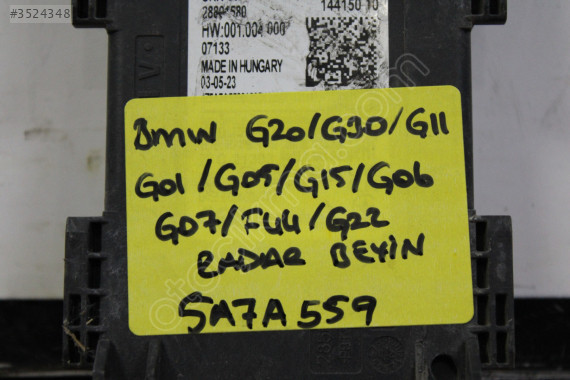 #3524348
144150 10
HW:001.004.000
07133
MADE IN HUNGARY
03-05-23
BMW G20/G30/G11
G01/G05/G15/G06
G07/F44/G22
RADAR BEYİN
5A7A559